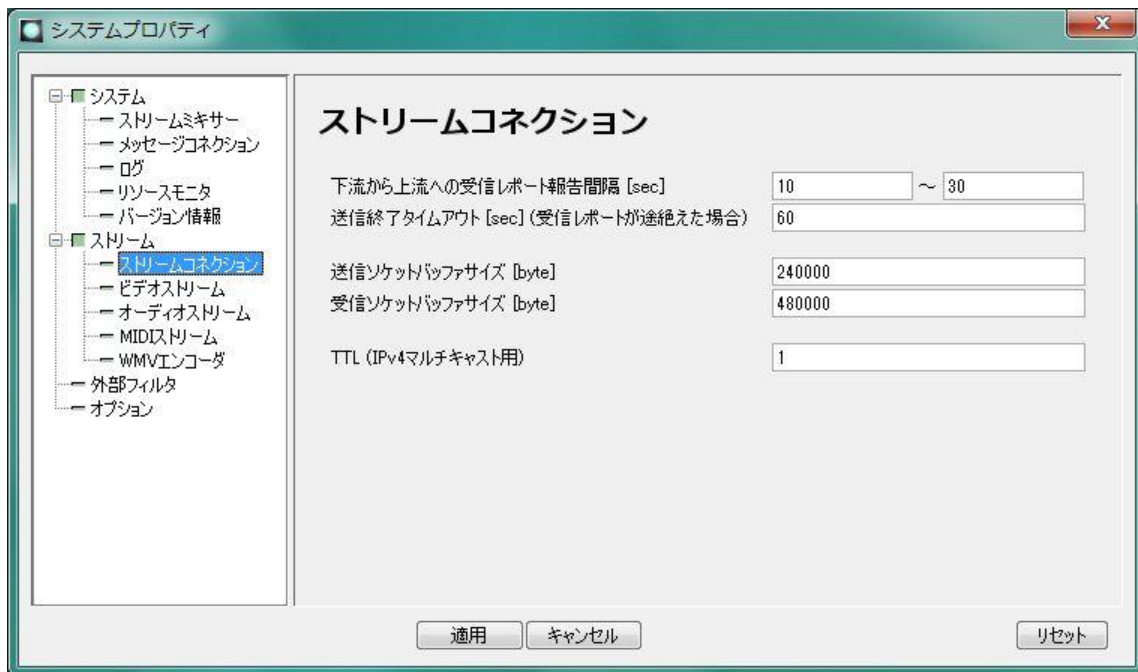 システムプロパティ
システム
ストリームミキサー
メッセージコネクション
ログ
リソースモニタ
バージョン情報
ストリーム
ストリームコネクション
ビデオストリーム
オーディオストリーム
MIDIストリーム
WMVエンコーダ
外部フィルタ
オプション
ストリームコネクション
下流から上流への受信レポート報告間隔 [sec] 10 ～ 30
送信終了タイムアウト [sec] (受信レポートが途絶えた場合) 60
送信ソケットバッファサイズ [byte] 240000
受信ソケットバッファサイズ [byte] 480000
TTL (IPv4マルチキャスト用) 1
適用 キャンセル リセット